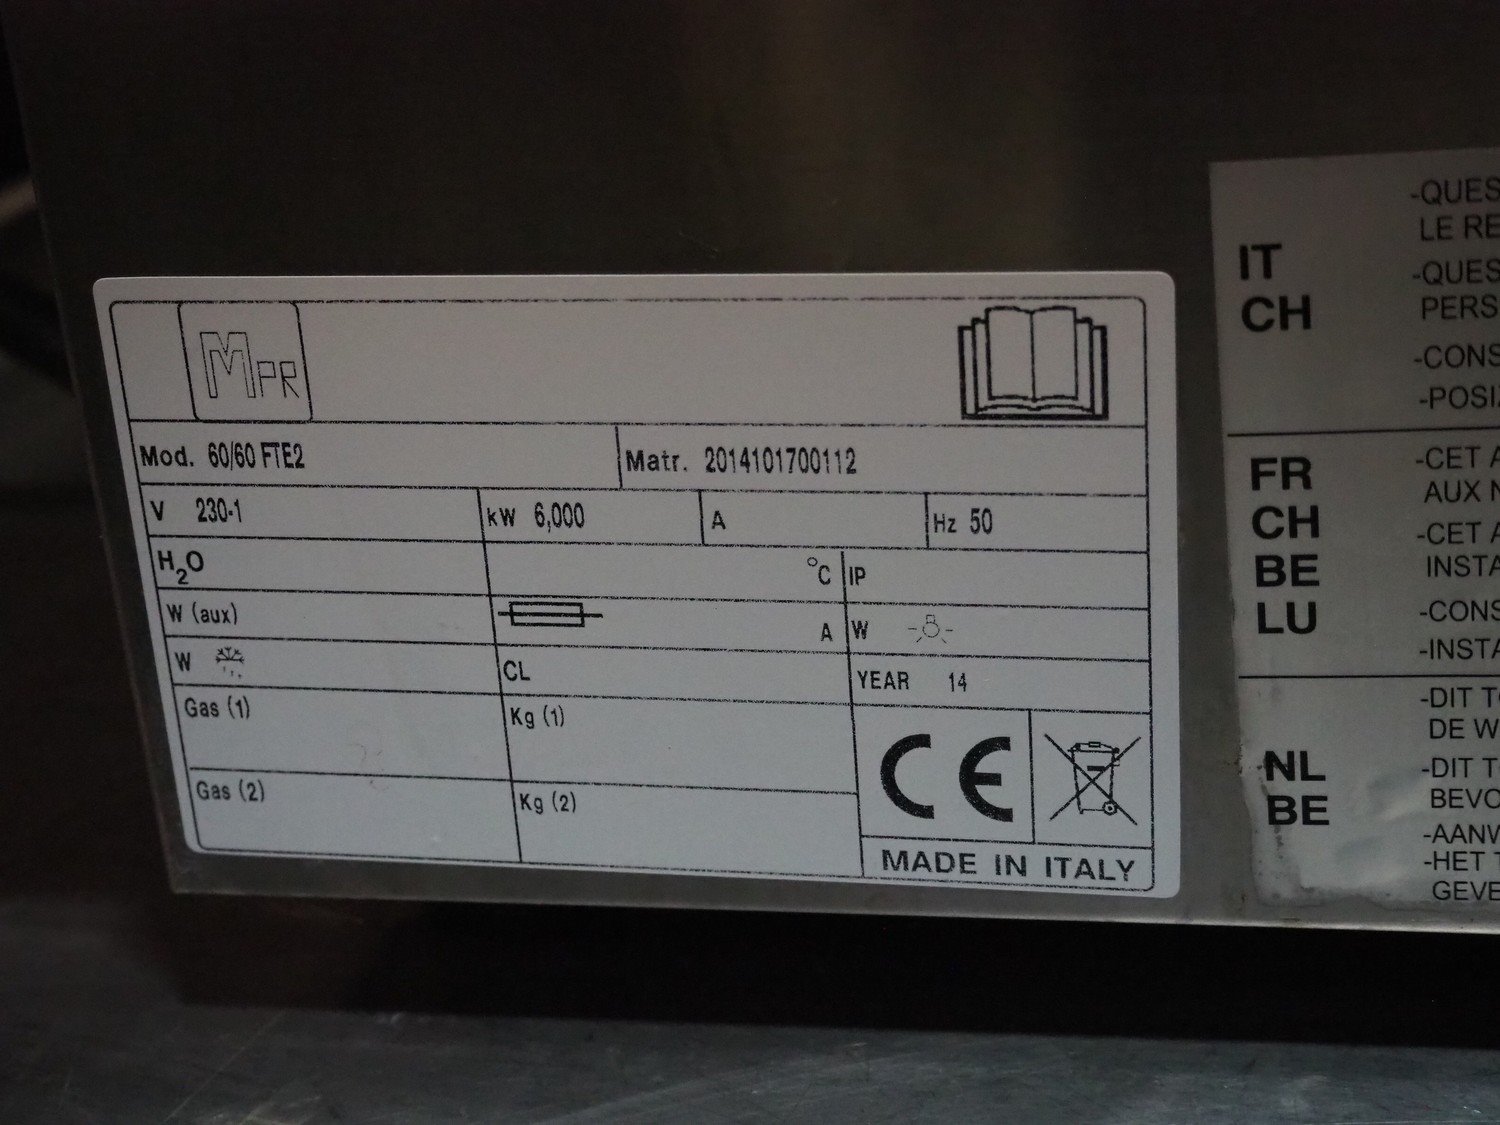 MPR
Mod. 60/60 FTE2 Matr. 2014101700112
V 230-1 kW 6,000 A Hz 50
H2O °C IP
W (aux) A W
W CL YEAR 14
Gas (1) Kg (1)
Gas (2) Kg (2)
CE
MADE IN ITALY
IT
CH
-QUES
LE RE
-QUES
PERS
-CONS
-POSIZ
FR
CH
BE
LU
-CET A
AUX N
-CET A
INSTA
-CONS
-INSTA
NL
BE
-DIT TO
DE W
-DIT TO
BEVO
-AANW
-HET T
GEVE